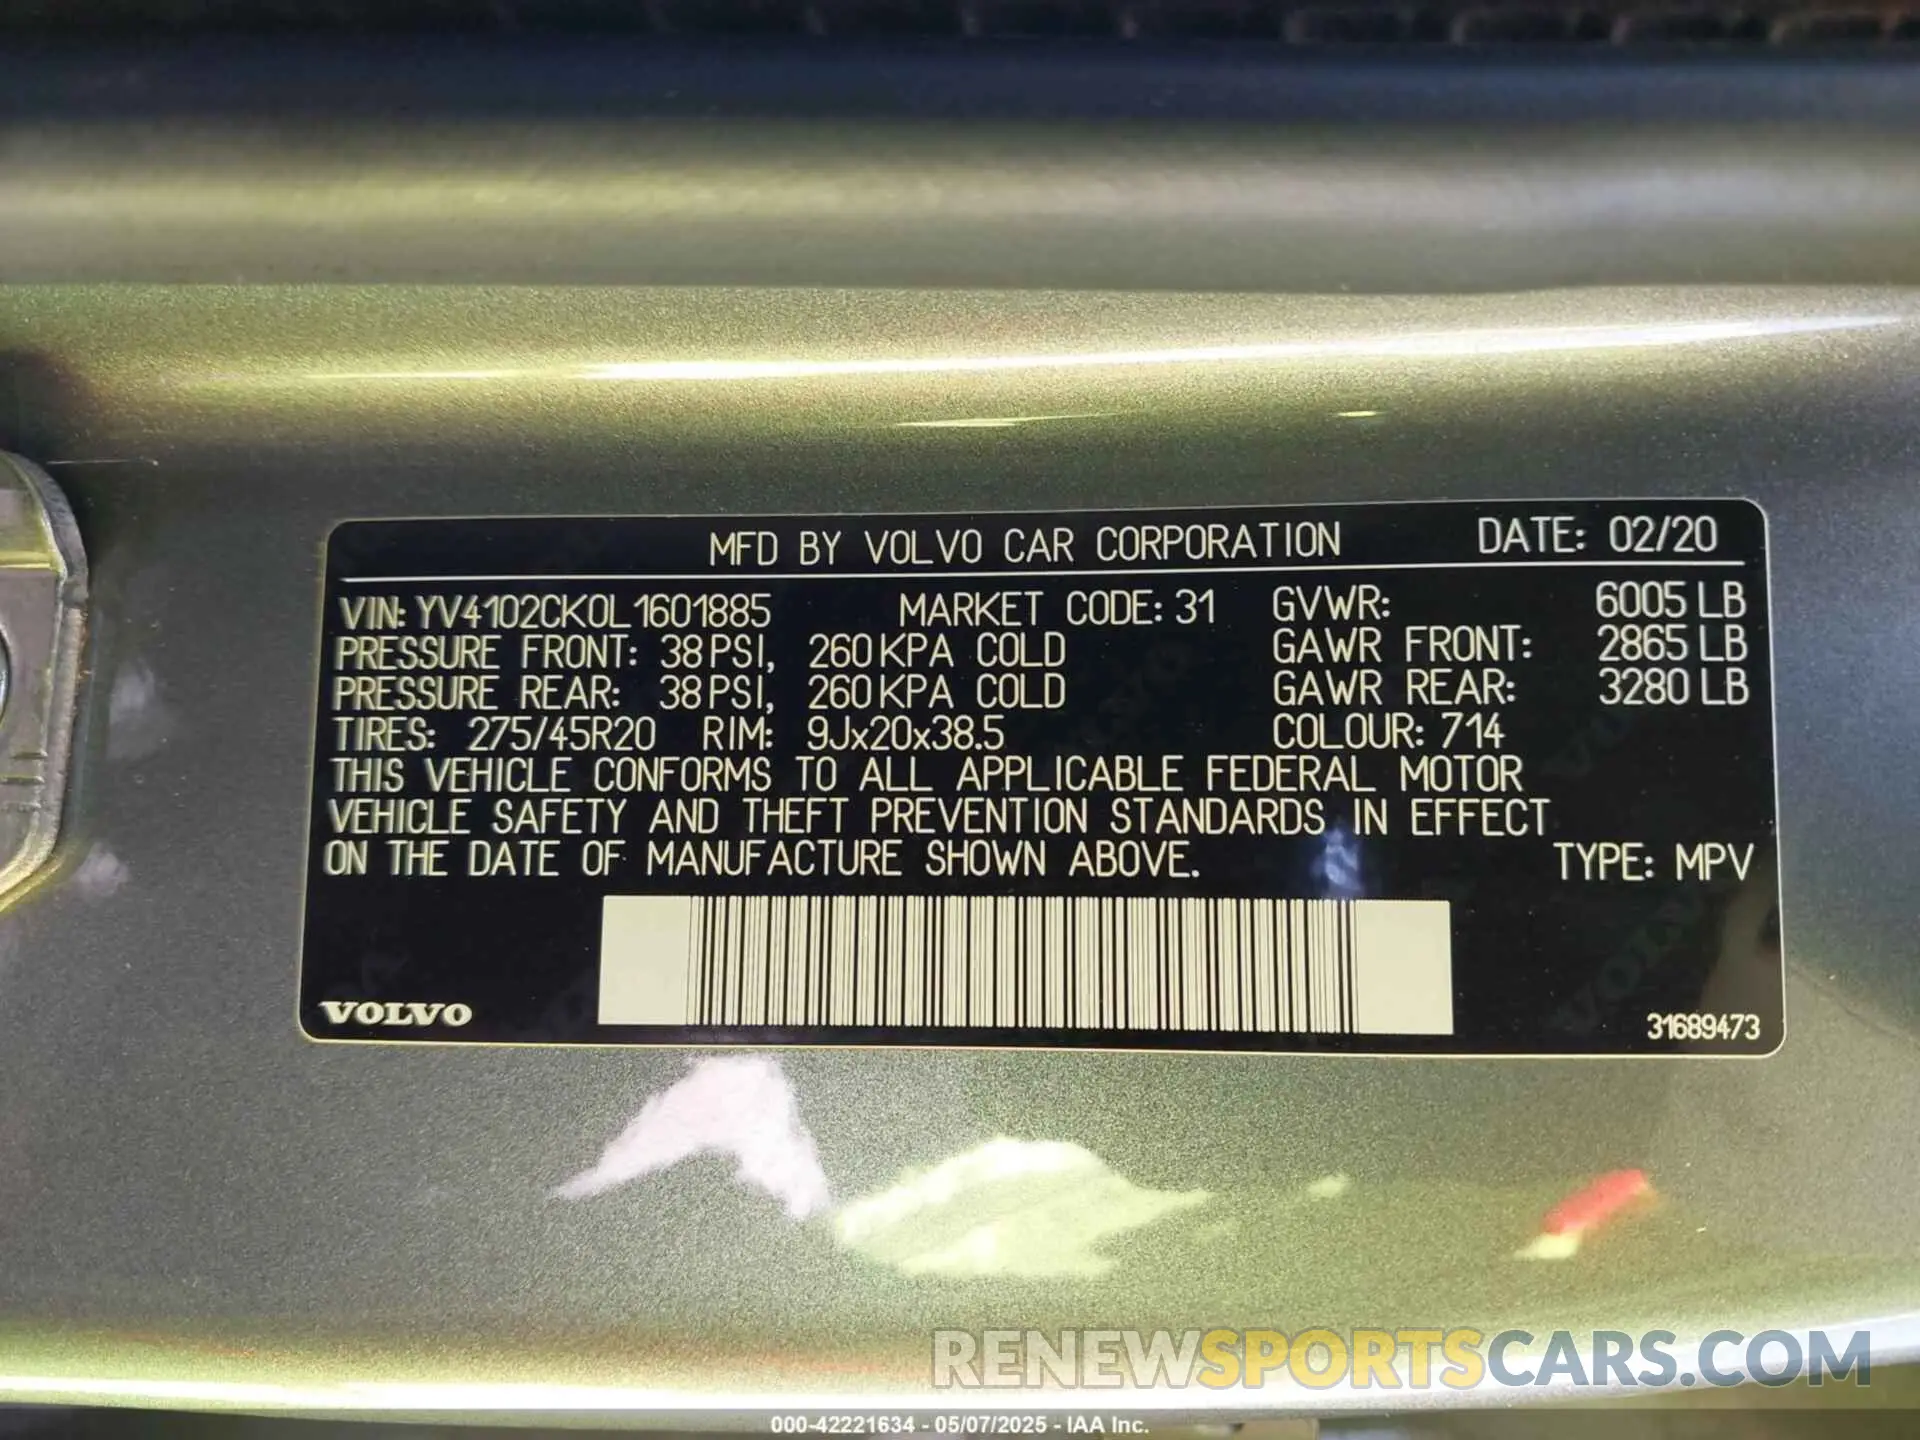 MFD BY VOLVO CAR CORPORATION DATE: 02/20
VIN: YV4102CK0L1601885 MARKET CODE: 31 GVWR: 6005 LB
PRESSURE FRONT: 38 PSI, 260 KPA COLD GAWR FRONT: 2865 LB
PRESSURE REAR: 38 PSI, 260 KPA COLD GAWR REAR: 3280 LB
TIRES: 275/45R20 RIM: 9Jx20x38.5 COLOUR: 714
THIS VEHICLE CONFORMS TO ALL APPLICABLE FEDERAL MOTOR
VEHICLE SAFETY AND THEFT PREVENTION STANDARDS IN EFFECT
ON THE DATE OF MANUFACTURE SHOWN ABOVE. TYPE: MPV
VOLVO 31689473
RENEWSPORTSCARS.COM
000-42221634 - 05/07/2025 - IAA Inc.